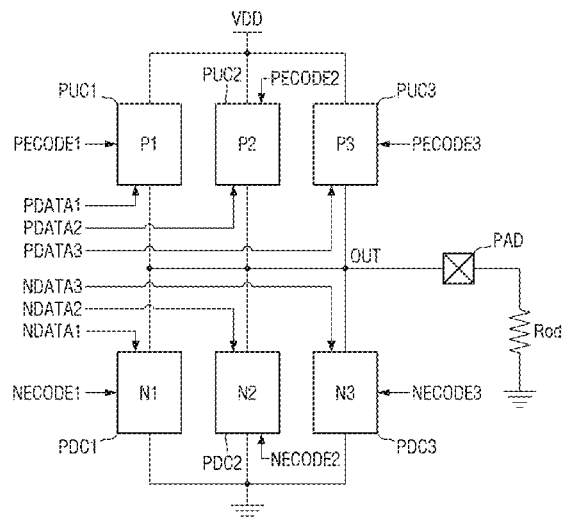 VDD
PUC1
PUC2
PECODE2
PUC3
PECODE1
P1
P2
P3
PECODE3
PDATA1
PDATA2
PDATA3
OUT
PAD
NDATA3
NDATA2
NDATA1
Rod
NECODE1
N1
N2
N3
NECODE3
PDC1
PDC2
NECODE2
PDC3